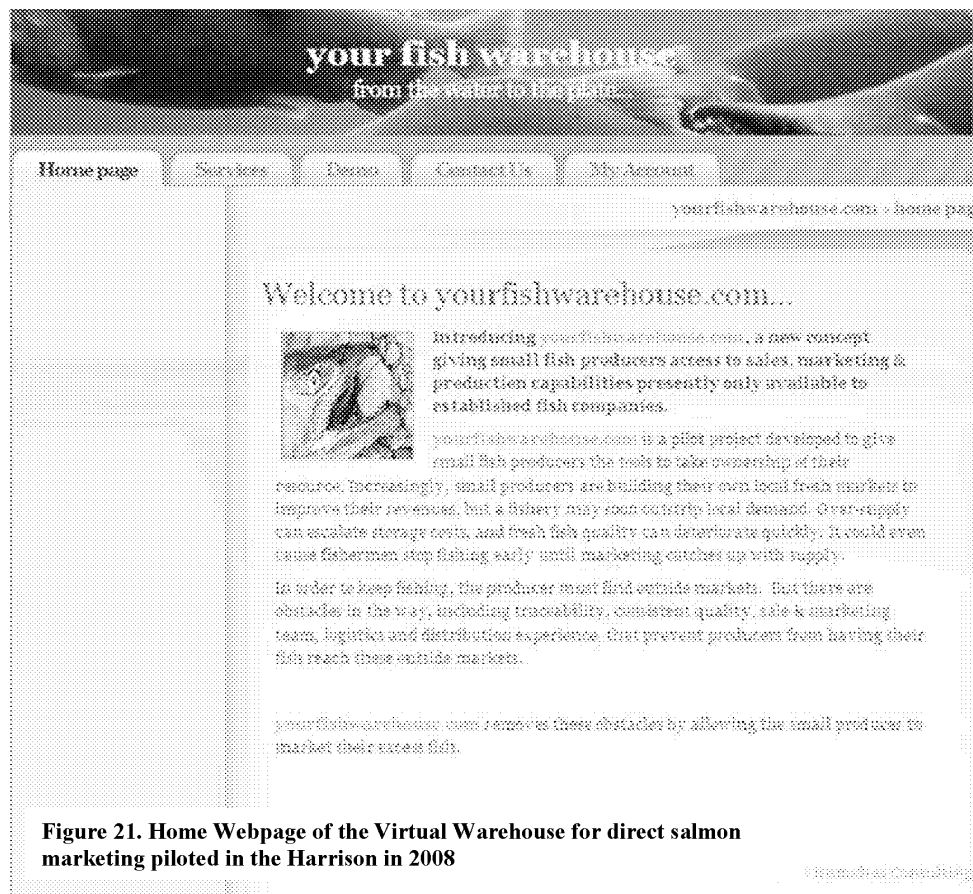 your fish warehouse
from the water to the plate
Home page
Services
Demo
Contact Us
My Account
yourfishwarehouse.com > home pag
Welcome to yourfishwarehouse.com...
Introducing yourfishwarehouse.com, a new concept
giving small fish producers access to sales, marketing &
production capabilities presently only available to
established fish companies.
yourfishwarehouse.com is a pilot project developed to give
small fish producers the tools to take ownership of their
resource. Increasingly, small producers are building their own local fresh markets to
improve their revenues, but a fishery may soon outstrip local demand. Over-supply
can escalate storage costs, and fresh fish quality can deteriorate quickly. It could even
cause fishermen stop fishing early until marketing catches up with supply.
In order to keep fishing, the producer must find outside markets. But there are
obstacles in the way, including traceability, consistent quality, sale & marketing
team, logistics and distribution experience, that prevent producers from having their
fish reach these outside markets.
yourfishwarehouse.com removes these obstacles by allowing the small producer to
market their excess fish.
Figure 21. Home Webpage of the Virtual Warehouse for direct salmon
marketing piloted in the Harrison in 2008
Consulting